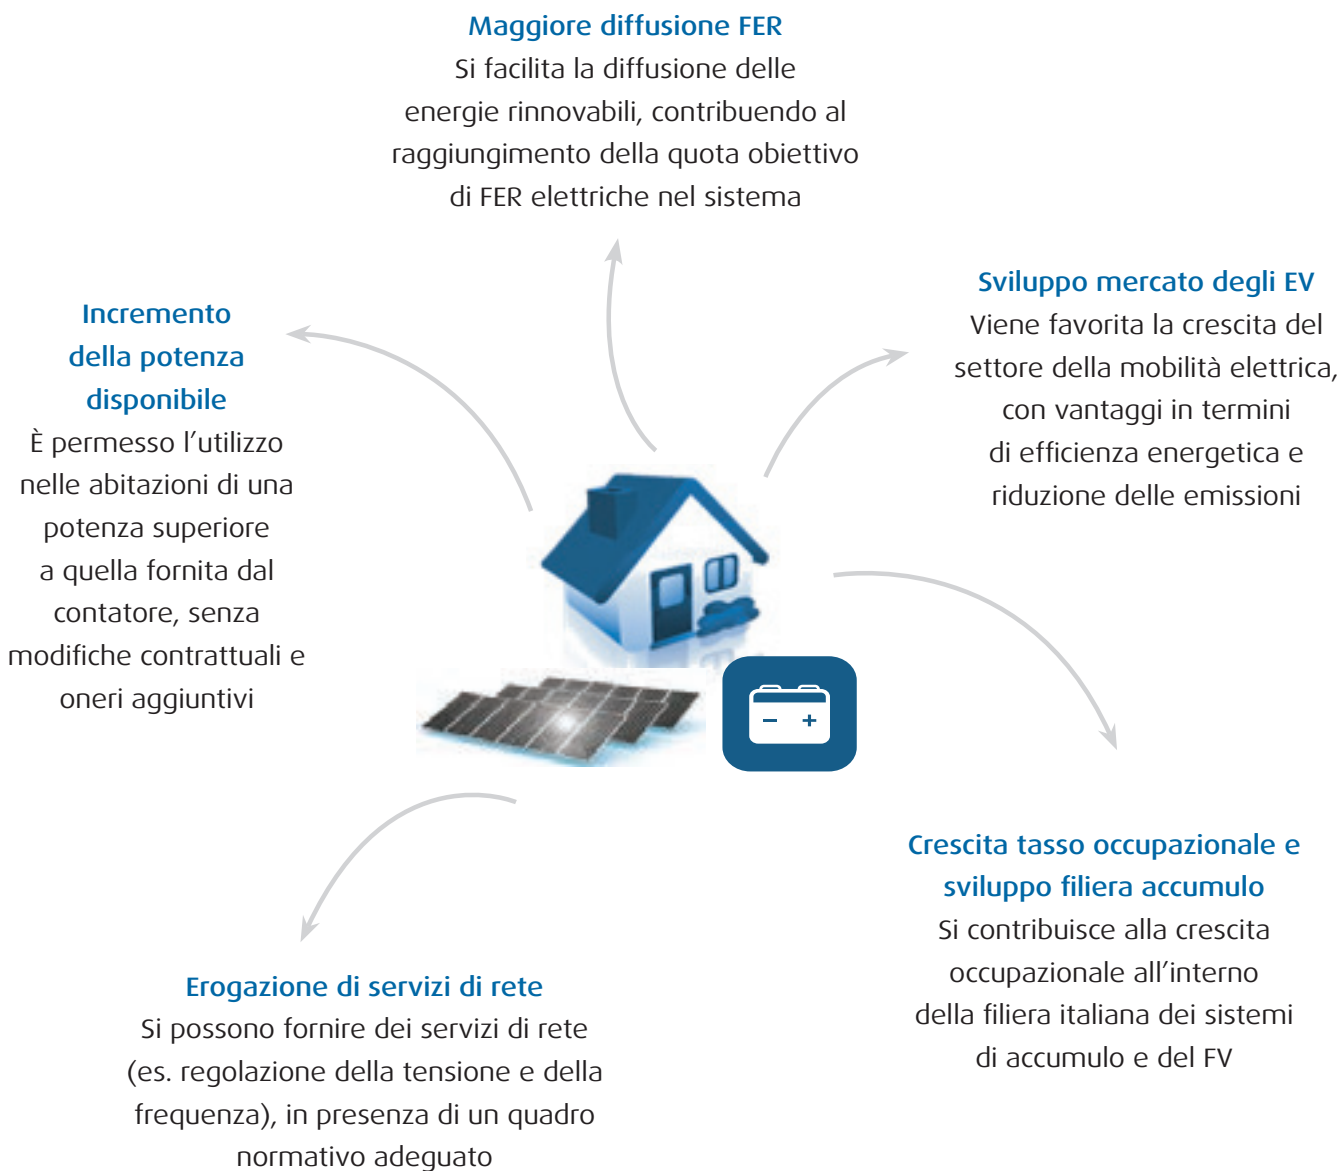 Maggiore diffusione FER
Si facilita la diffusione delle
energie rinnovabili, contribuendo al
raggiungimento della quota obiettivo
di FER elettriche nel sistema
Sviluppo mercato degli EV
Viene favorita la crescita del
settore della mobilità elettrica,
con vantaggi in termini
di efficienza energetica e
riduzione delle emissioni
Incremento
della potenza
disponibile
È permesso l’utilizzo
nelle abitazioni di una
potenza superiore
a quella fornita dal
contatore, senza
modifiche contrattuali e
oneri aggiuntivi
Crescita tasso occupazionale e
sviluppo filiera accumulo
Si contribuisce alla crescita
occupazionale all’interno
della filiera italiana dei sistemi
di accumulo e del FV
Erogazione di servizi di rete
Si possono fornire dei servizi di rete
(es. regolazione della tensione e della
frequenza), in presenza di un quadro
normativo adeguato